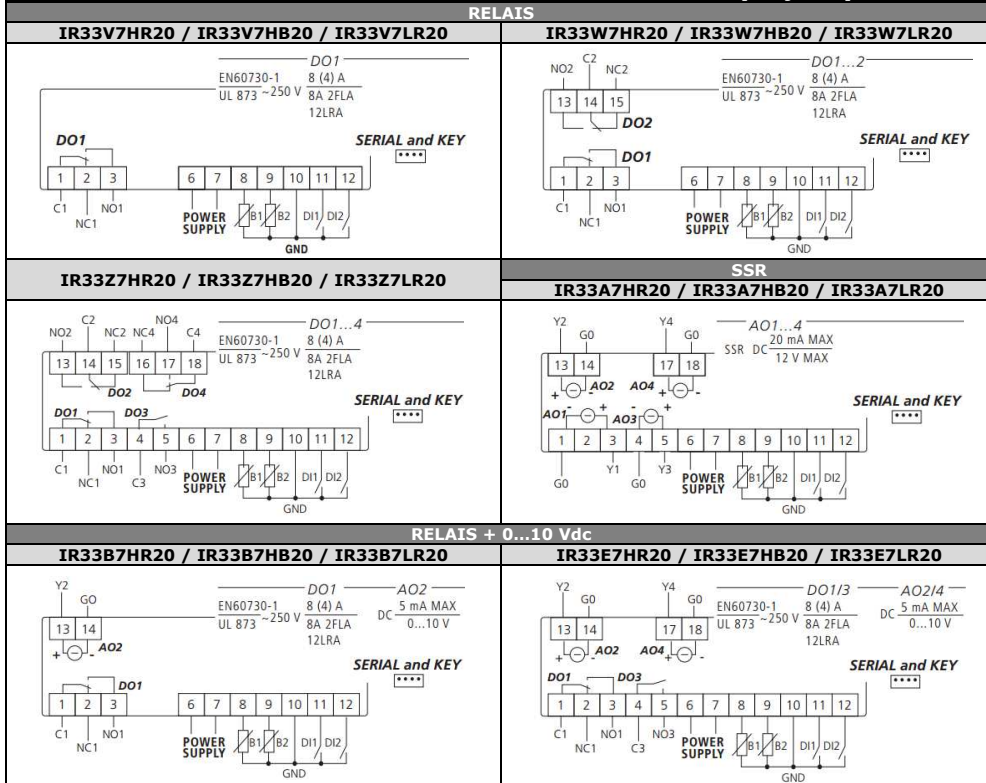 RELAIS
IR33V7HR20 / IR33V7HB20 / IR33V7LR20
DO1
EN60730-1
UL 873
~250 V
8 (4) A
8A 2FLA
12LRA
DO1
SERIAL and KEY
1 2 3 6 7 8 9 10 11 12
C1
NC1
NO1
POWER
SUPPLY
B1 B2 DI1 DI2
GND
IR33W7HR20 / IR33W7HB20 / IR33W7LR20
NO2
C2
NC2
DO1...2
EN60730-1
UL 873
~250 V
8 (4) A
8A 2FLA
12LRA
13 14 15
DO2
SERIAL and KEY
DO1
1 2 3 6 7 8 9 10 11 12
C1
NC1
NO1
POWER
SUPPLY
B1 B2 DI1 DI2
GND
IR33Z7HR20 / IR33Z7HB20 / IR33Z7LR20
NO2
C2
NC2
NC4
NO4
C4
DO1...4
EN60730-1
UL 873
~250 V
8 (4) A
8A 2FLA
12LRA
13 14 15 16 17 18
DO2 DO4
SERIAL and KEY
DO1 DO3
1 2 3 4 5 6 7 8 9 10 11 12
C1
NC1
NO1
C3
NO3
POWER
SUPPLY
B1 B2 DI1 DI2
GND
SSR
IR33A7HR20 / IR33A7HB20 / IR33A7LR20
Y2
G0
Y4
G0
AO1...4
SSR DC
20 mA MAX
12 V MAX
13 14 17 18
+ - AO2 AO4 + -
SERIAL and KEY
AO1 - + AO3 - +
1 2 3 4 5 6 7 8 9 10 11 12
G0
Y1
G0
Y3
POWER
SUPPLY
B1 B2 DI1 DI2
GND
RELAIS + 0...10 Vdc
IR33B7HR20 / IR33B7HB20 / IR33B7LR20
Y2
GO
DO1
AO2
EN60730-1
UL 873
~250 V
8 (4) A
8A 2FLA
12LRA
DC
5 mA MAX
0...10 V
13 14
+ - AO2
SERIAL and KEY
DO1
1 2 3 6 7 8 9 10 11 12
C1
NC1
NO1
POWER
SUPPLY
B1 B2 DI1 DI2
GND
IR33E7HR20 / IR33E7HB20 / IR33E7LR20
Y2
G0
Y4
G0
DO1/3
AO2/4
EN60730-1
UL 873
~250 V
8 (4) A
8A 2FLA
12LRA
DC
5 mA MAX
0...10 V
13 14 17 18
+ - AO2 AO4 + -
SERIAL and KEY
DO1 DO3
1 2 3 4 5 6 7 8 9 10 11 12
C1
NC1
NO1
C3
NO3
POWER
SUPPLY
B1 B2 DI1 DI2
GND